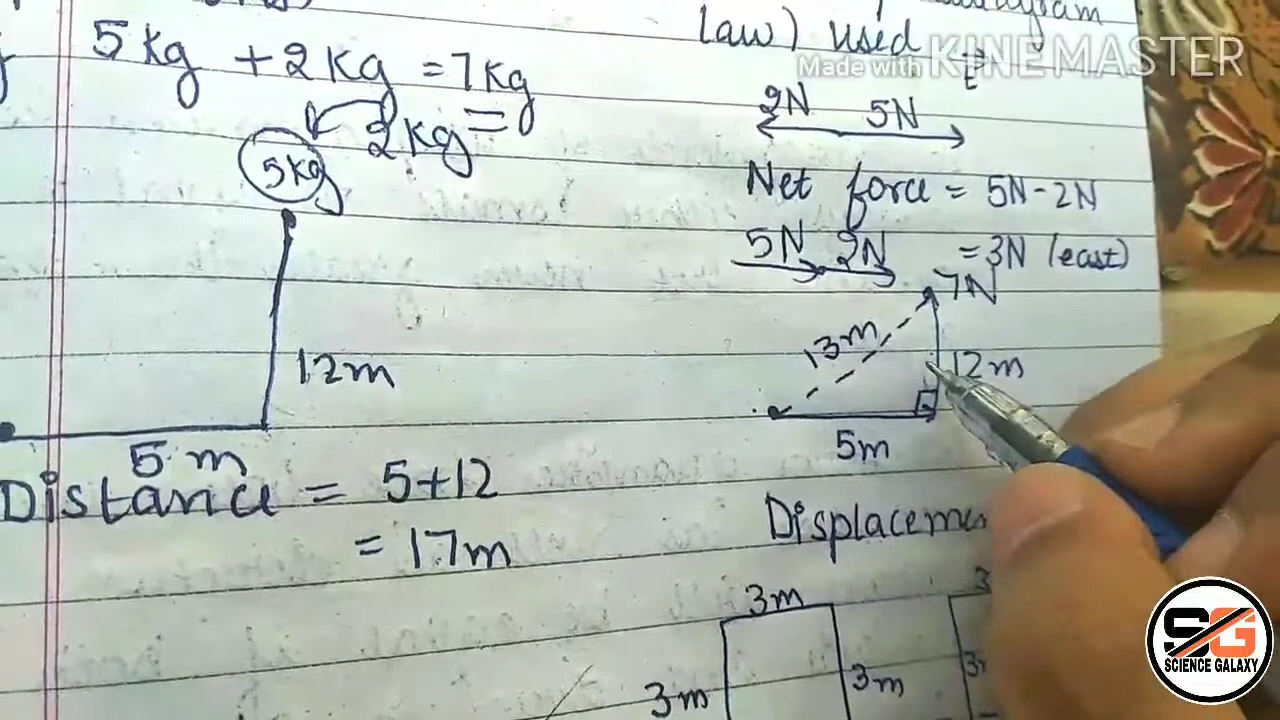 5 Kg + 2 Kg = 7 Kg
2 kg =
5 Kg
12m
5 m
Distance = 5+12
= 17m
law) used
Made with KINEMASTER
2N 5N
Net force = 5N - 2N
5N 2N = 3N (east)
7N
13m
12m
5m
Displacemen
3m
3m
3m
SG
SCIENCE GALAXY